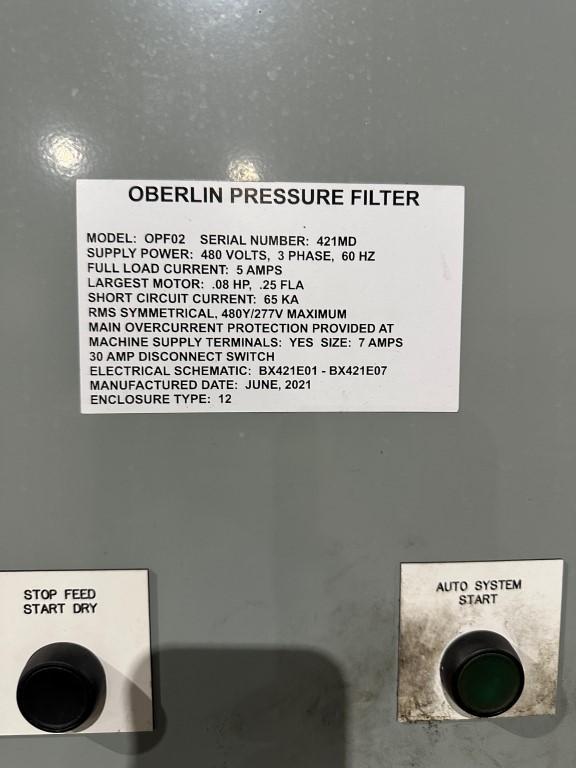 OBERLIN PRESSURE FILTER
MODEL: OPF02 SERIAL NUMBER: 421MD
SUPPLY POWER: 480 VOLTS, 3 PHASE, 60 HZ
FULL LOAD CURRENT: 5 AMPS
LARGEST MOTOR: .08 HP, .25 FLA
SHORT CIRCUIT CURRENT: 65 KA
RMS SYMMETRICAL, 480Y/277V MAXIMUM
MAIN OVERCURRENT PROTECTION PROVIDED AT
MACHINE SUPPLY TERMINALS: YES SIZE: 7 AMPS
30 AMP DISCONNECT SWITCH
ELECTRICAL SCHEMATIC: BX421E01 - BX421E07
MANUFACTURED DATE: JUNE, 2021
ENCLOSURE TYPE: 12
STOP FEED
START DRY
AUTO SYSTEM
START